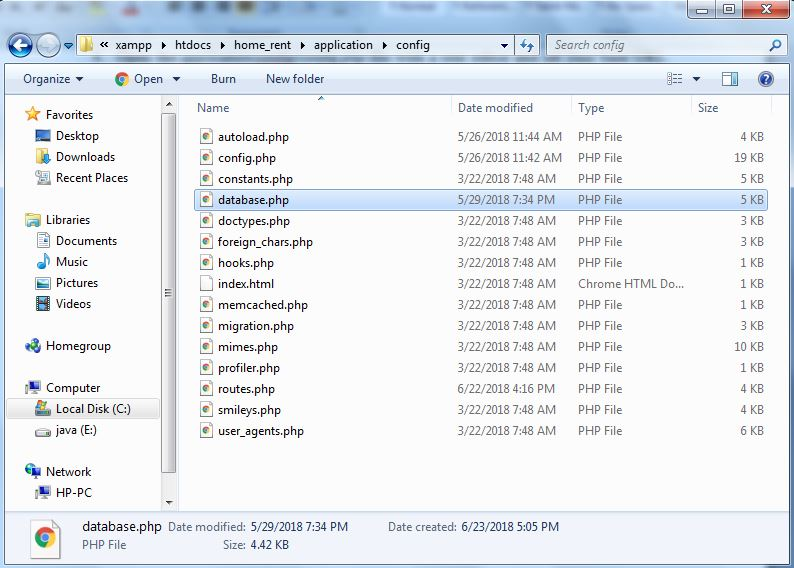 « xampp ▸ htdocs ▸ home_rent ▸ application ▸ config
Search config
Organize Open Burn New folder
Favorites
Desktop
Downloads
Recent Places
Libraries
Documents
Music
Pictures
Videos
Homegroup
Computer
Local Disk (C:)
java (E:)
Network
HP-PC
Name Date modified Type Size
autoload.php 5/26/2018 11:44 AM PHP File 4 KB
config.php 5/26/2018 11:42 AM PHP File 19 KB
constants.php 3/22/2018 7:48 AM PHP File 5 KB
database.php 5/29/2018 7:34 PM PHP File 5 KB
doctypes.php 3/22/2018 7:48 AM PHP File 3 KB
foreign_chars.php 3/22/2018 7:48 AM PHP File 3 KB
hooks.php 3/22/2018 7:48 AM PHP File 1 KB
index.html 3/22/2018 7:48 AM Chrome HTML Do... 1 KB
memcached.php 3/22/2018 7:48 AM PHP File 1 KB
migration.php 3/22/2018 7:48 AM PHP File 3 KB
mimes.php 3/22/2018 7:48 AM PHP File 10 KB
profiler.php 3/22/2018 7:48 AM PHP File 1 KB
routes.php 6/22/2018 4:16 PM PHP File 4 KB
smileys.php 3/22/2018 7:48 AM PHP File 4 KB
user_agents.php 3/22/2018 7:48 AM PHP File 6 KB
database.php Date modified: 5/29/2018 7:34 PM Date created: 6/23/2018 5:05 PM
PHP File Size: 4.42 KB